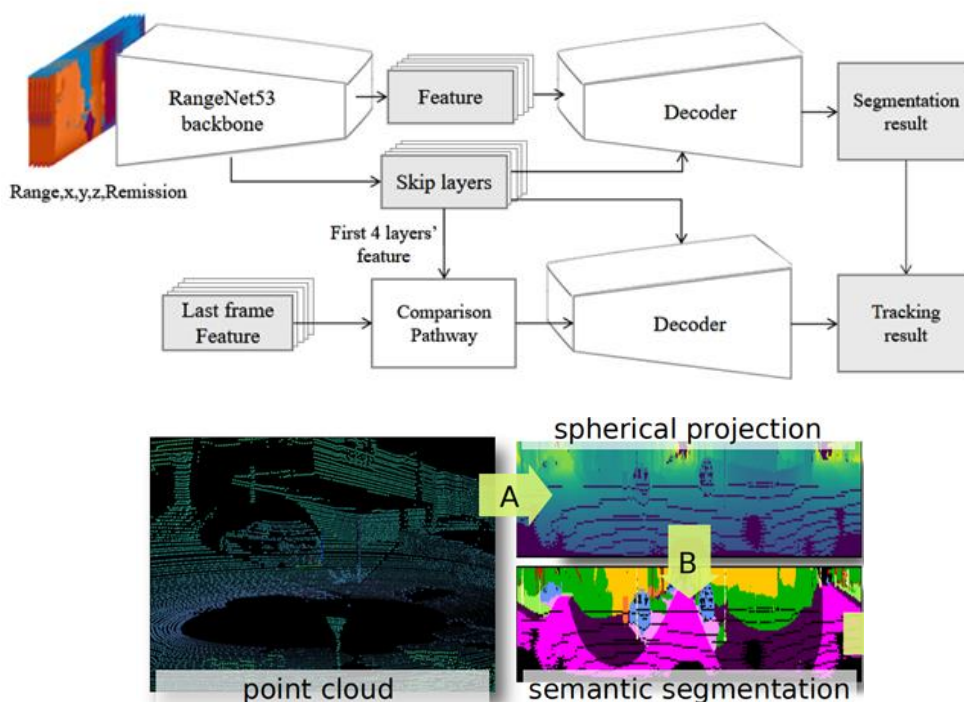 RangeNet53
backbone
Feature
Decoder
Segmentation
result
Range,x,y,z,Remission
Skip layers
First 4 layers’
feature
Last frame
Feature
Comparison
Pathway
Decoder
Tracking
result
spherical projection
A
B
point cloud
semantic segmentation